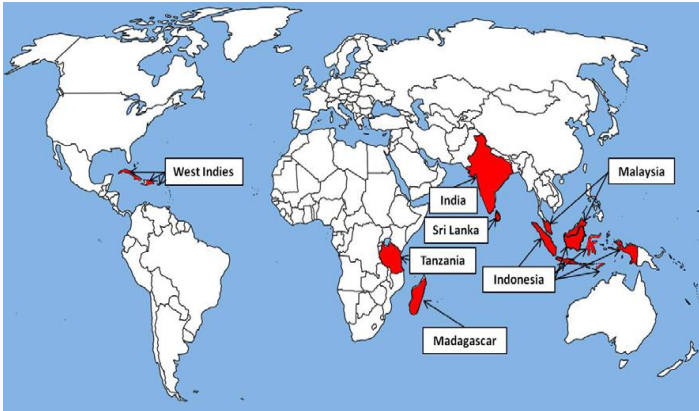 West Indies
Malaysia
India
Sri Lanka
Tanzania
Indonesia
Madagascar